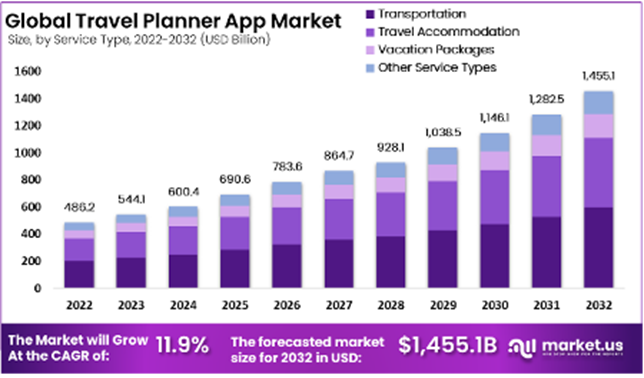 Global Travel Planner App Market
Size, by Service Type, 2022-2032 (USD Billion)
Transportation
Travel Accommodation
Vacation Packages
Other Service Types
1600
1400
1200
1000
800
600
400
200
0
486.2
544.1
600.4
690.6
783.6
864.7
928.1
1,038.5
1,146.1
1,282.5
1,455.1
2022 2023 2024 2025 2026 2027 2028 2029 2030 2031 2032
The Market will Grow
At the CAGR of:
11.9%
The forecasted market
size for 2032 in USD:
$1,455.1B
market.us